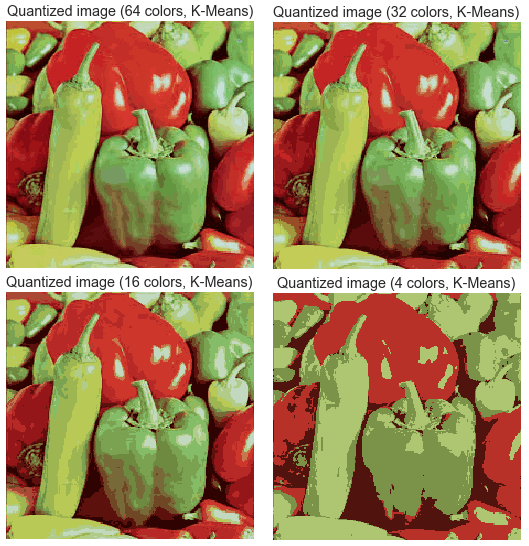 Quantized image (64 colors, K-Means)
Quantized image (32 colors, K-Means)
Quantized image (16 colors, K-Means)
Quantized image (4 colors, K-Means)